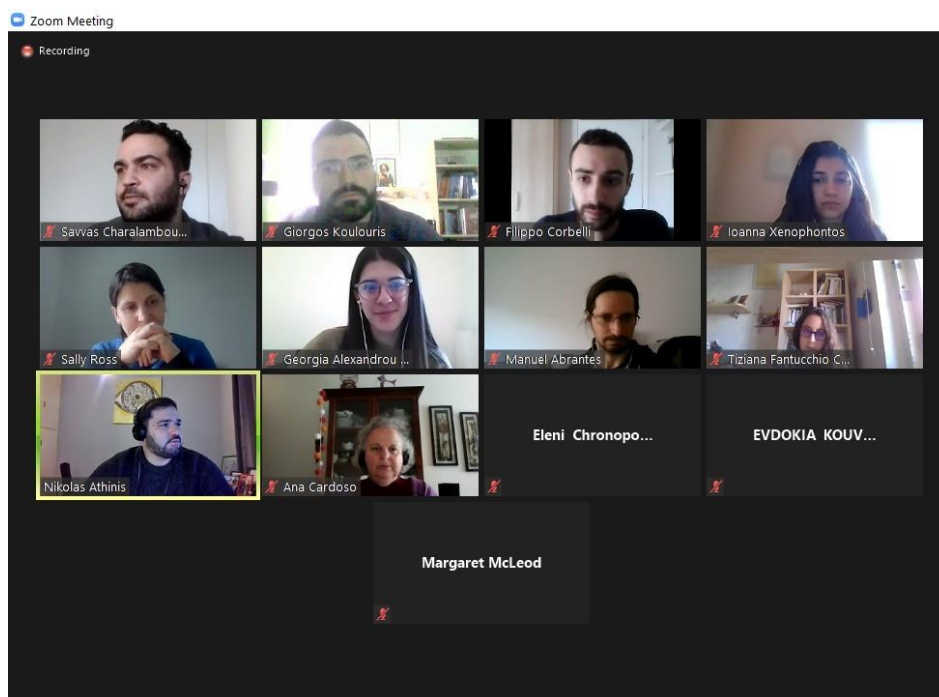 Zoom Meeting
Recording
Savvas Charalambou...
Giorgos Koulouris
Filippo Corbelli
Ioanna Xenophontos
Sally Ross
Georgia Alexandrou ...
Manuel Abrantes
Tiziana Fantucchio C...
Nikolas Athinis
Ana Cardoso
Eleni Chronopo...
EVDOKIA KOUV...
Margaret McLeod